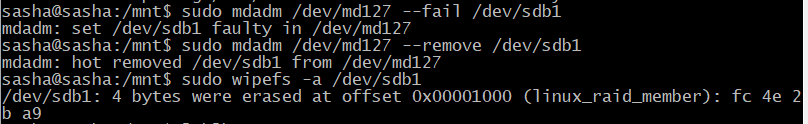 sasha@sasha:/mnt$ sudo mdadm /dev/md127 --fail /dev/sdb1
mdadm: set /dev/sdb1 faulty in /dev/md127
sasha@sasha:/mnt$ sudo mdadm /dev/md127 --remove /dev/sdb1
mdadm: hot removed /dev/sdb1 from /dev/md127
sasha@sasha:/mnt$ sudo wipefs -a /dev/sdb1
/dev/sdb1: 4 bytes were erased at offset 0x00001000 (linux_raid_member): fc 4e 2
b a9